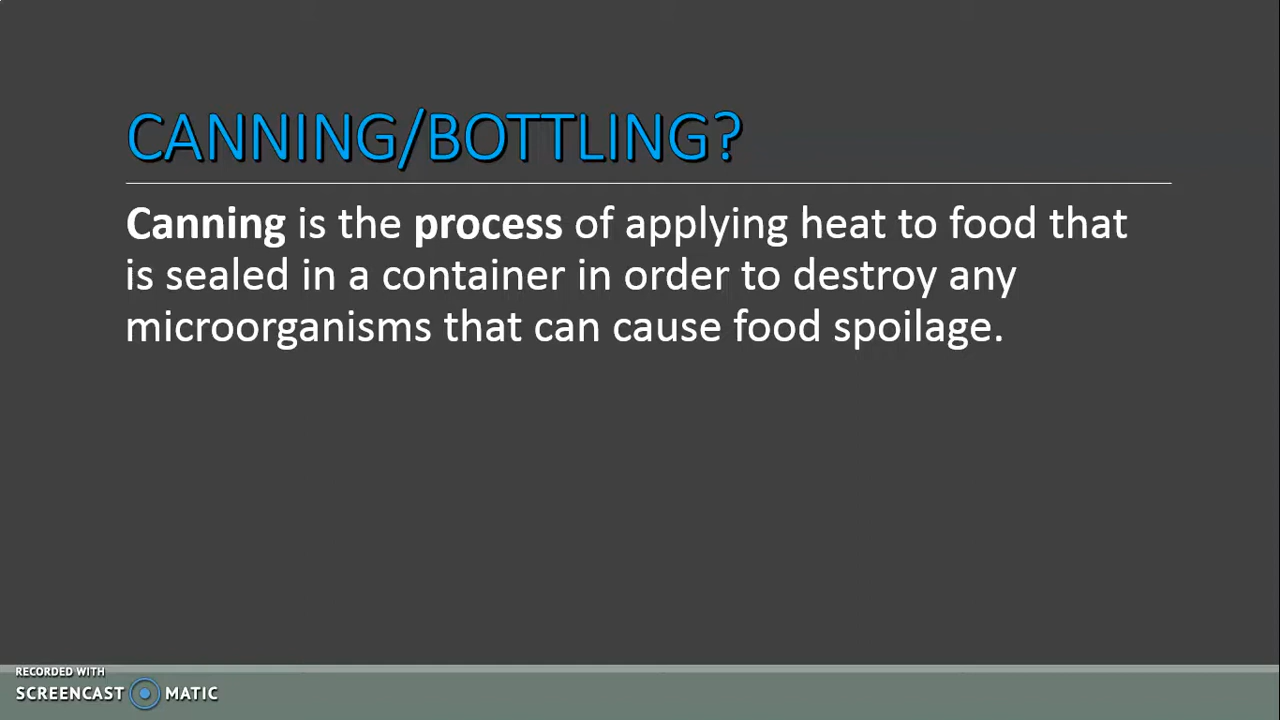 CANNING/BOTTLING?
Canning is the process of applying heat to food that
is sealed in a container in order to destroy any
microorganisms that can cause food spoilage.
RECORDED WITH
SCREENCAST MATIC